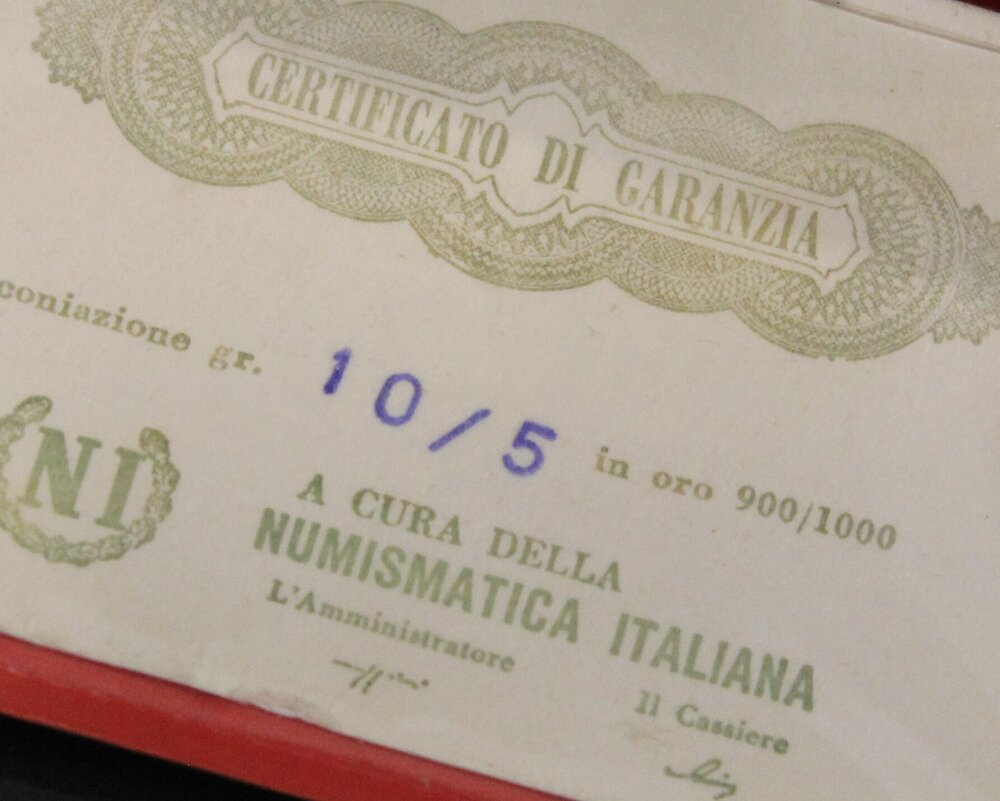 CERTIFICATO DI GARANZIA
coniazione gr. 10/5 in oro 900/1000
NI
A CURA DELLA
NUMISMATICA ITALIANA
L'Amministratore
Il Cassiere